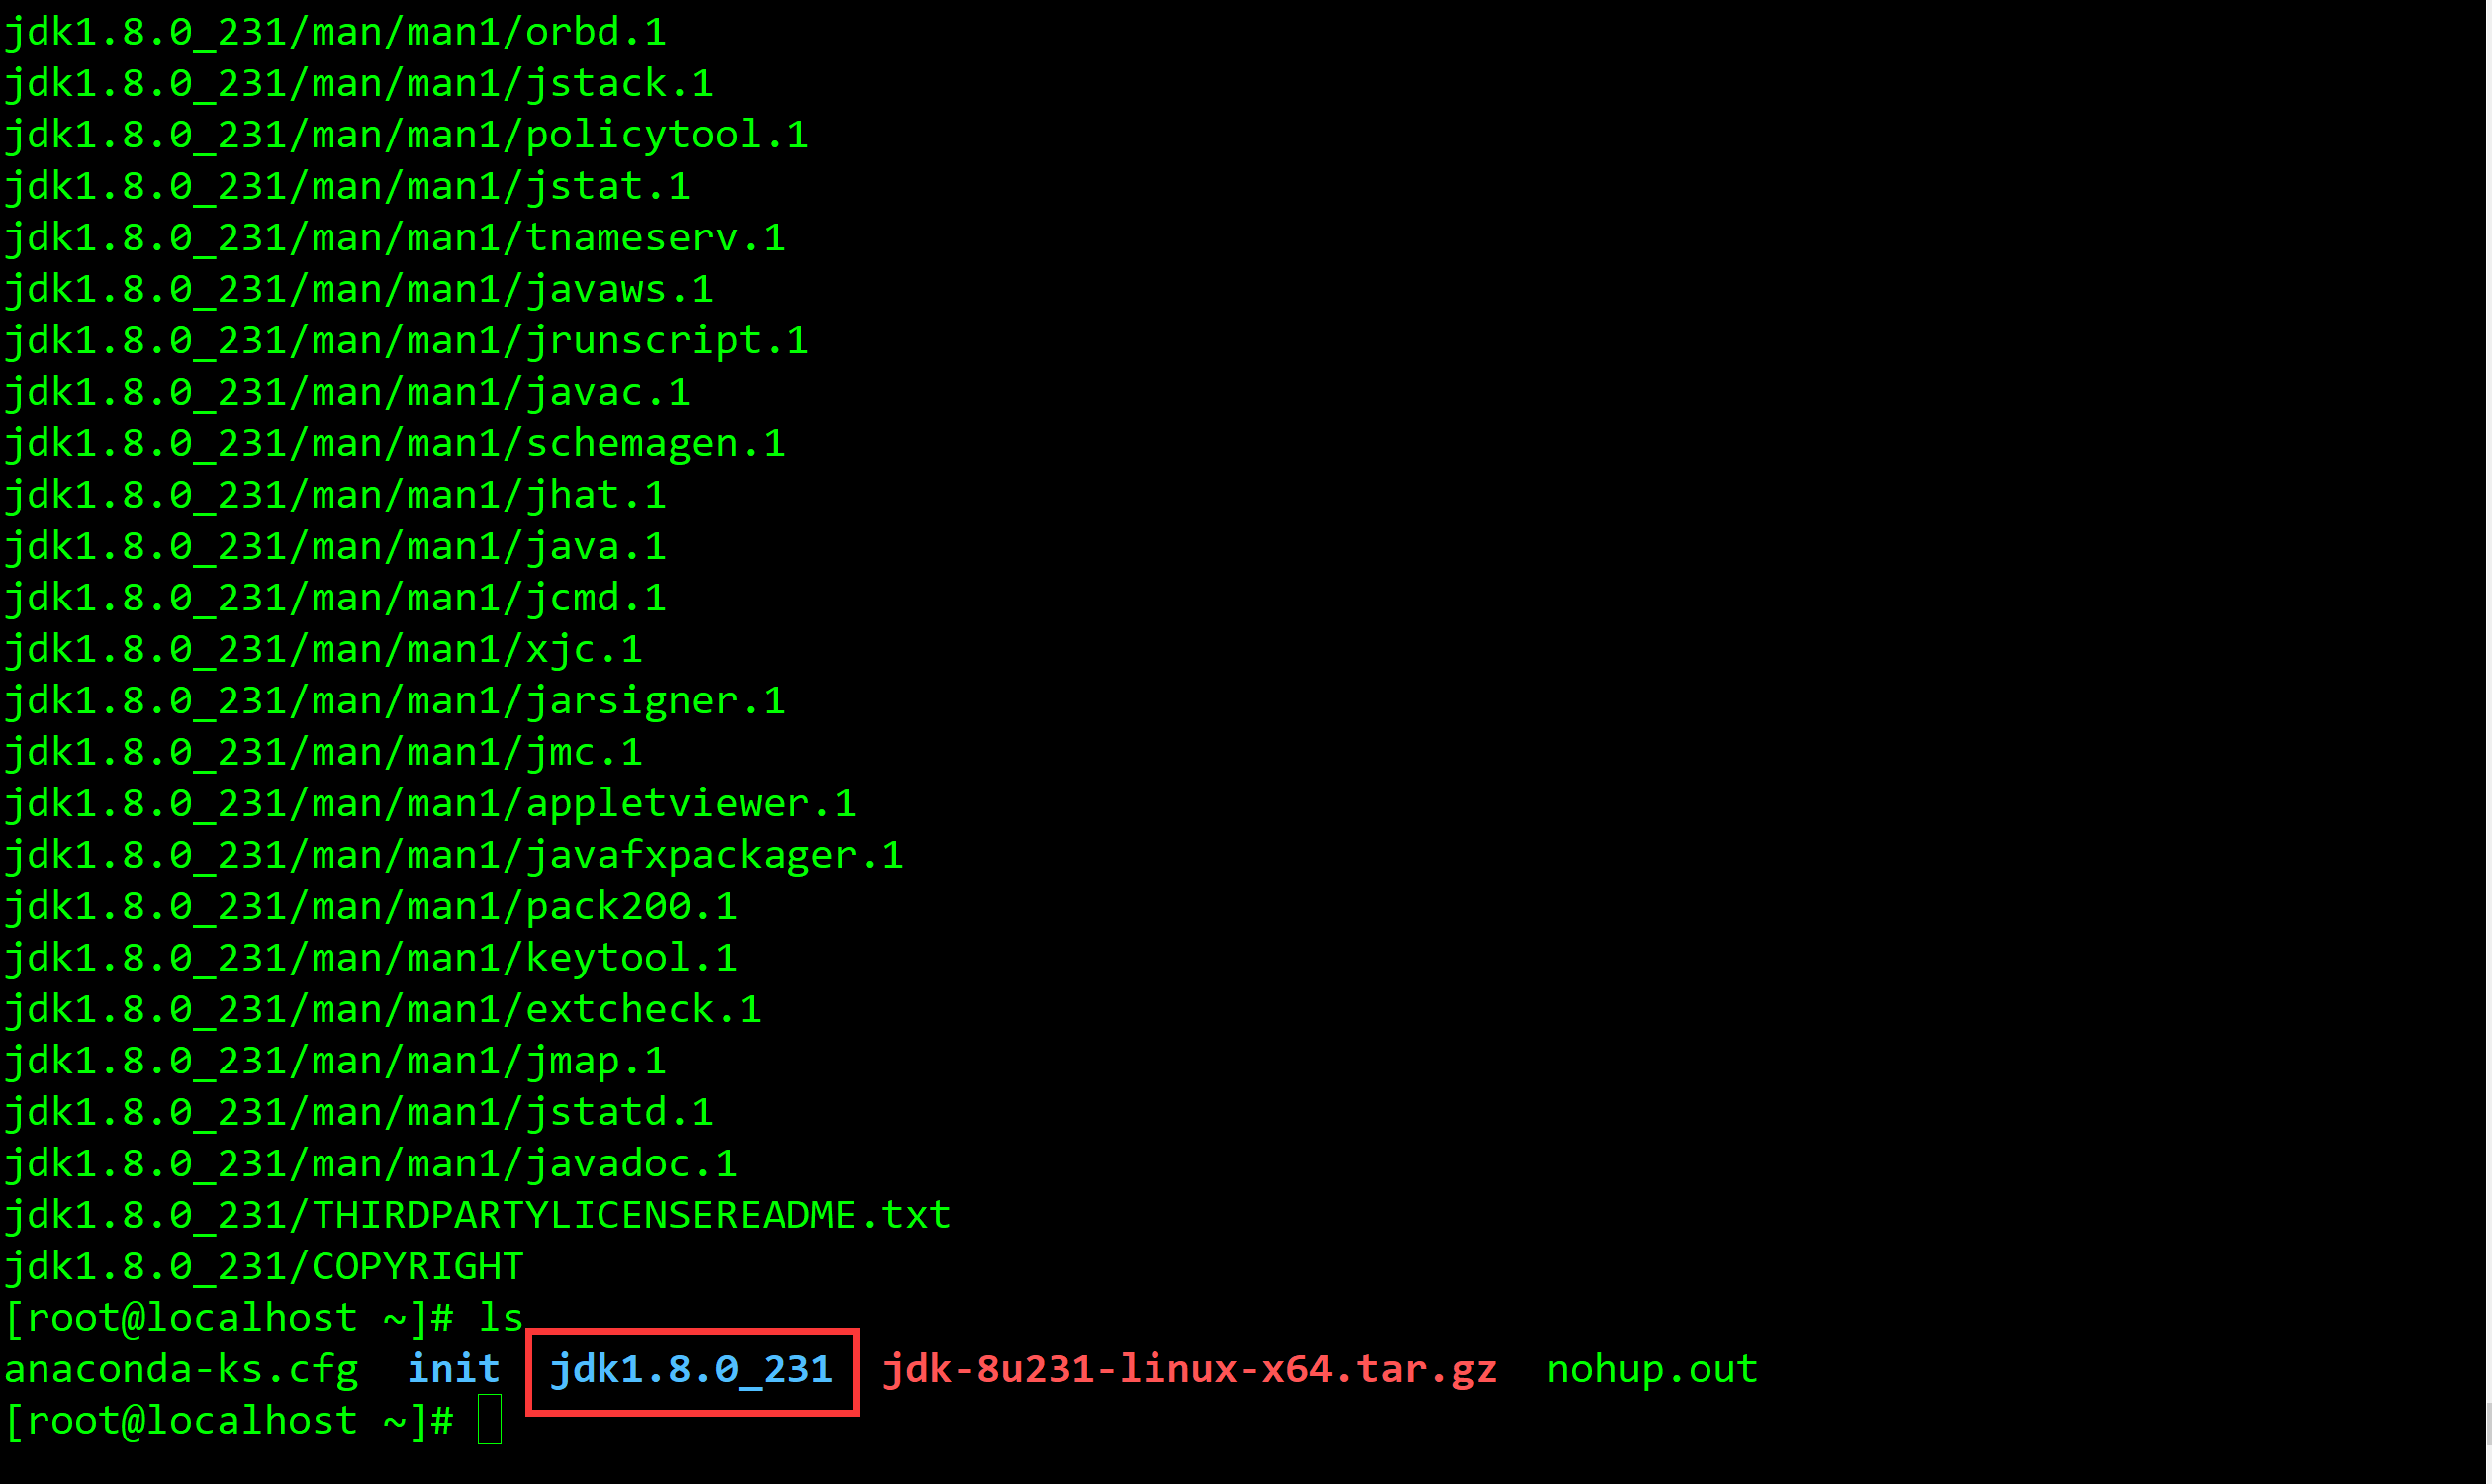 jdk1.8.0_231/man/man1/orbd.1
jdk1.8.0_231/man/man1/jstack.1
jdk1.8.0_231/man/man1/policytool.1
jdk1.8.0_231/man/man1/jstat.1
jdk1.8.0_231/man/man1/tnameserv.1
jdk1.8.0_231/man/man1/javaws.1
jdk1.8.0_231/man/man1/jrunscript.1
jdk1.8.0_231/man/man1/javac.1
jdk1.8.0_231/man/man1/schemagen.1
jdk1.8.0_231/man/man1/jhat.1
jdk1.8.0_231/man/man1/java.1
jdk1.8.0_231/man/man1/jcmd.1
jdk1.8.0_231/man/man1/xjc.1
jdk1.8.0_231/man/man1/jarsigner.1
jdk1.8.0_231/man/man1/jmc.1
jdk1.8.0_231/man/man1/appletviewer.1
jdk1.8.0_231/man/man1/javafxpackager.1
jdk1.8.0_231/man/man1/pack200.1
jdk1.8.0_231/man/man1/keytool.1
jdk1.8.0_231/man/man1/extcheck.1
jdk1.8.0_231/man/man1/jmap.1
jdk1.8.0_231/man/man1/jstatd.1
jdk1.8.0_231/man/man1/javadoc.1
jdk1.8.0_231/THIRDPARTYLICENSEREADME.txt
jdk1.8.0_231/COPYRIGHT
[root@localhost ~]# ls
anaconda-ks.cfg  init  jdk1.8.0_231  jdk-8u231-linux-x64.tar.gz  nohup.out
[root@localhost ~]#